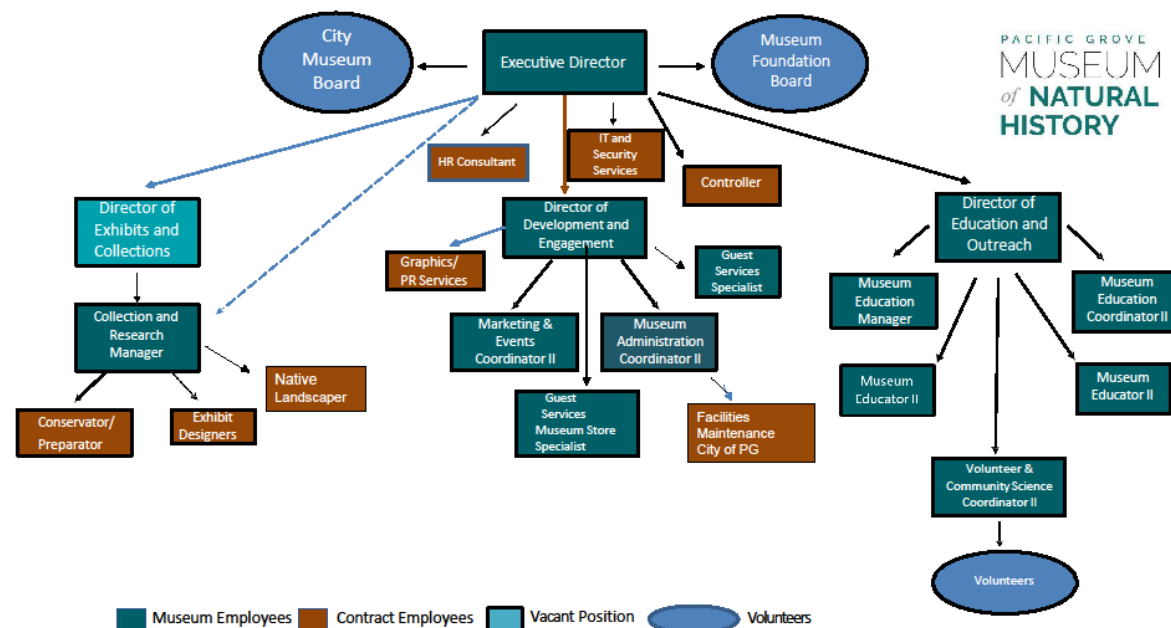 City
Museum
Board
Executive Director
Museum
Foundation
Board
PACIFIC GROVE
MUSEUM
of NATURAL
HISTORY
HR Consultant
IT and
Security
Services
Controller
Director of
Exhibits and
Collections
Director of
Development and
Engagement
Director of
Education and
Outreach
Graphics/
PR Services
Guest
Services
Specialist
Museum
Education
Manager
Museum
Education
Coordinator II
Collection and
Research
Manager
Marketing &
Events
Coordinator II
Museum
Administration
Coordinator II
Museum
Educator II
Museum
Educator II
Native
Landscaper
Conservator/
Preparator
Exhibit
Designers
Guest
Services
Museum Store
Specialist
Facilities
Maintenance
City of PG
Volunteer &
Community Science
Coordinator II
Volunteers
Museum Employees
Contract Employees
Vacant Position
Volunteers